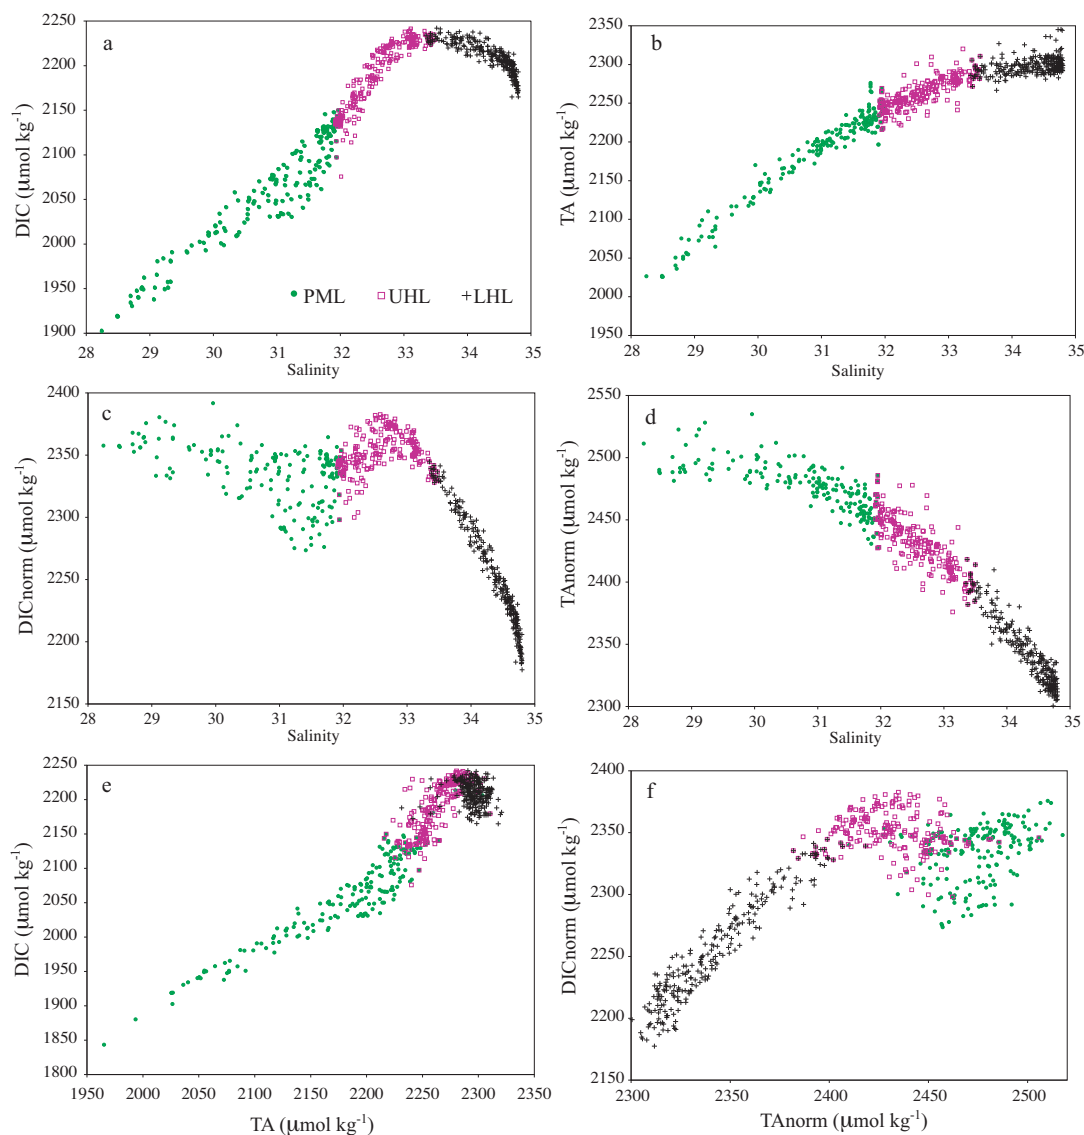 a
2250
2200
2150
2100
2050
2000
1950
1900
DIC (µmol kg-1)
PML
UHL
LHL
28 29 30 31 32 33 34 35
Salinity
b
2350
2300
2250
2200
2150
2100
2050
2000
1950
TA (µmol kg-1)
28 29 30 31 32 33 34 35
Salinity
c
2400
2350
2300
2250
2200
2150
DICnorm (µmol kg-1)
28 29 30 31 32 33 34 35
Salinity
d
2550
2500
2450
2400
2350
2300
TAnorm (µmol kg-1)
28 29 30 31 32 33 34 35
Salinity
e
2250
2200
2150
2100
2050
2000
1950
1900
1850
1800
DIC (µmol kg-1)
1950 2000 2050 2100 2150 2200 2250 2300 2350
TA (µmol kg-1)
f
2400
2350
2300
2250
2200
2150
DICnorm (µmol kg-1)
2300 2350 2400 2450 2500
TAnorm (µmol kg-1)